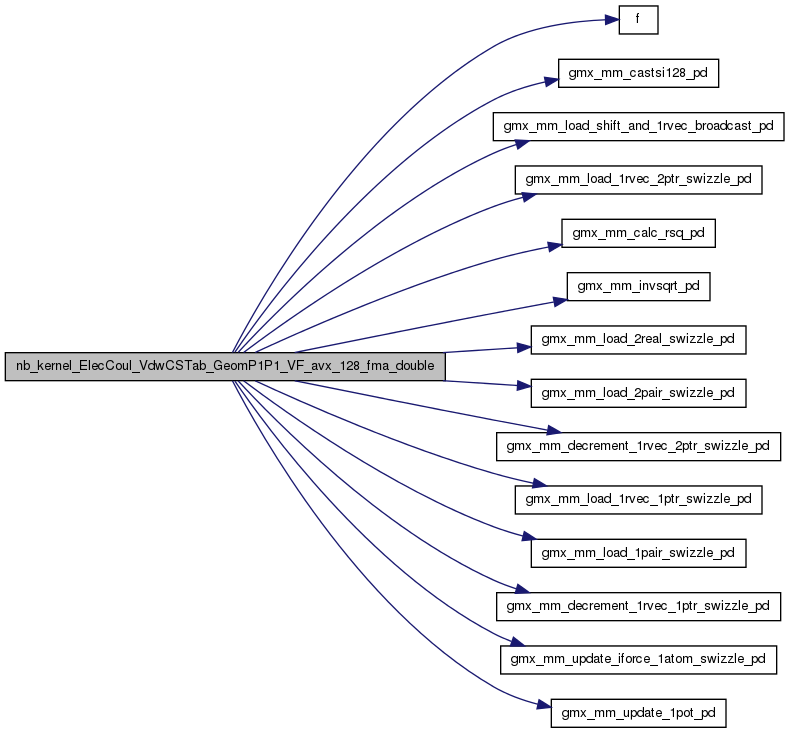 f
gmx_mm_castsi128_pd
gmx_mm_load_shift_and_1rvec_broadcast_pd
gmx_mm_load_1rvec_2ptr_swizzle_pd
gmx_mm_calc_rsq_pd
gmx_mm_invsqrt_pd
gmx_mm_load_2real_swizzle_pd
nb_kernel_ElecCoul_VdwCSTab_GeomP1P1_VF_avx_128_fma_double
gmx_mm_load_2pair_swizzle_pd
gmx_mm_decrement_1rvec_2ptr_swizzle_pd
gmx_mm_load_1rvec_1ptr_swizzle_pd
gmx_mm_load_1pair_swizzle_pd
gmx_mm_decrement_1rvec_1ptr_swizzle_pd
gmx_mm_update_iforce_1atom_swizzle_pd
gmx_mm_update_1pot_pd